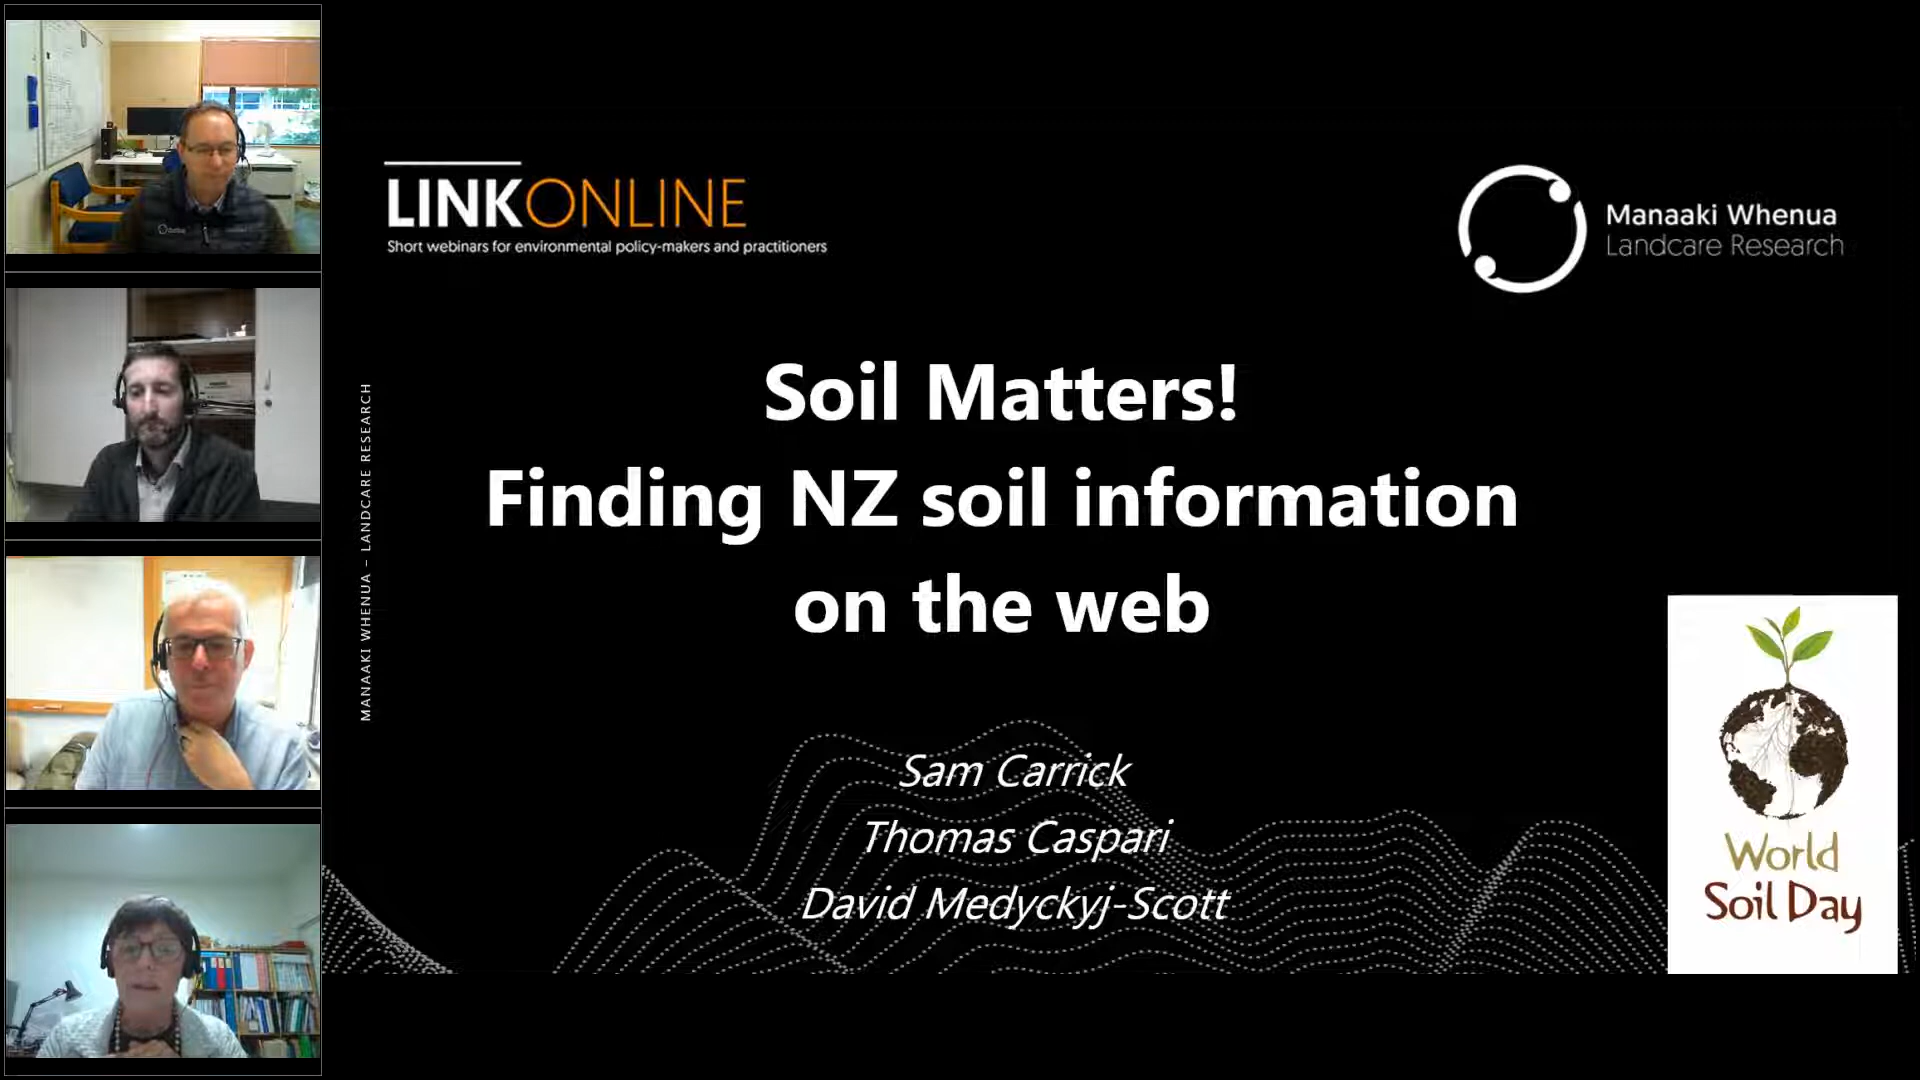 LINKONLINE
Short webinars for environmental policy-makers and practitioners
Manaaki Whenua
Landcare Research
MANAAKI WHENUA – LANDCARE RESEARCH
Soil Matters!
Finding NZ soil information
on the web
Sam Carrick
Thomas Caspari
David Medyckyj-Scott
World
Soil Day